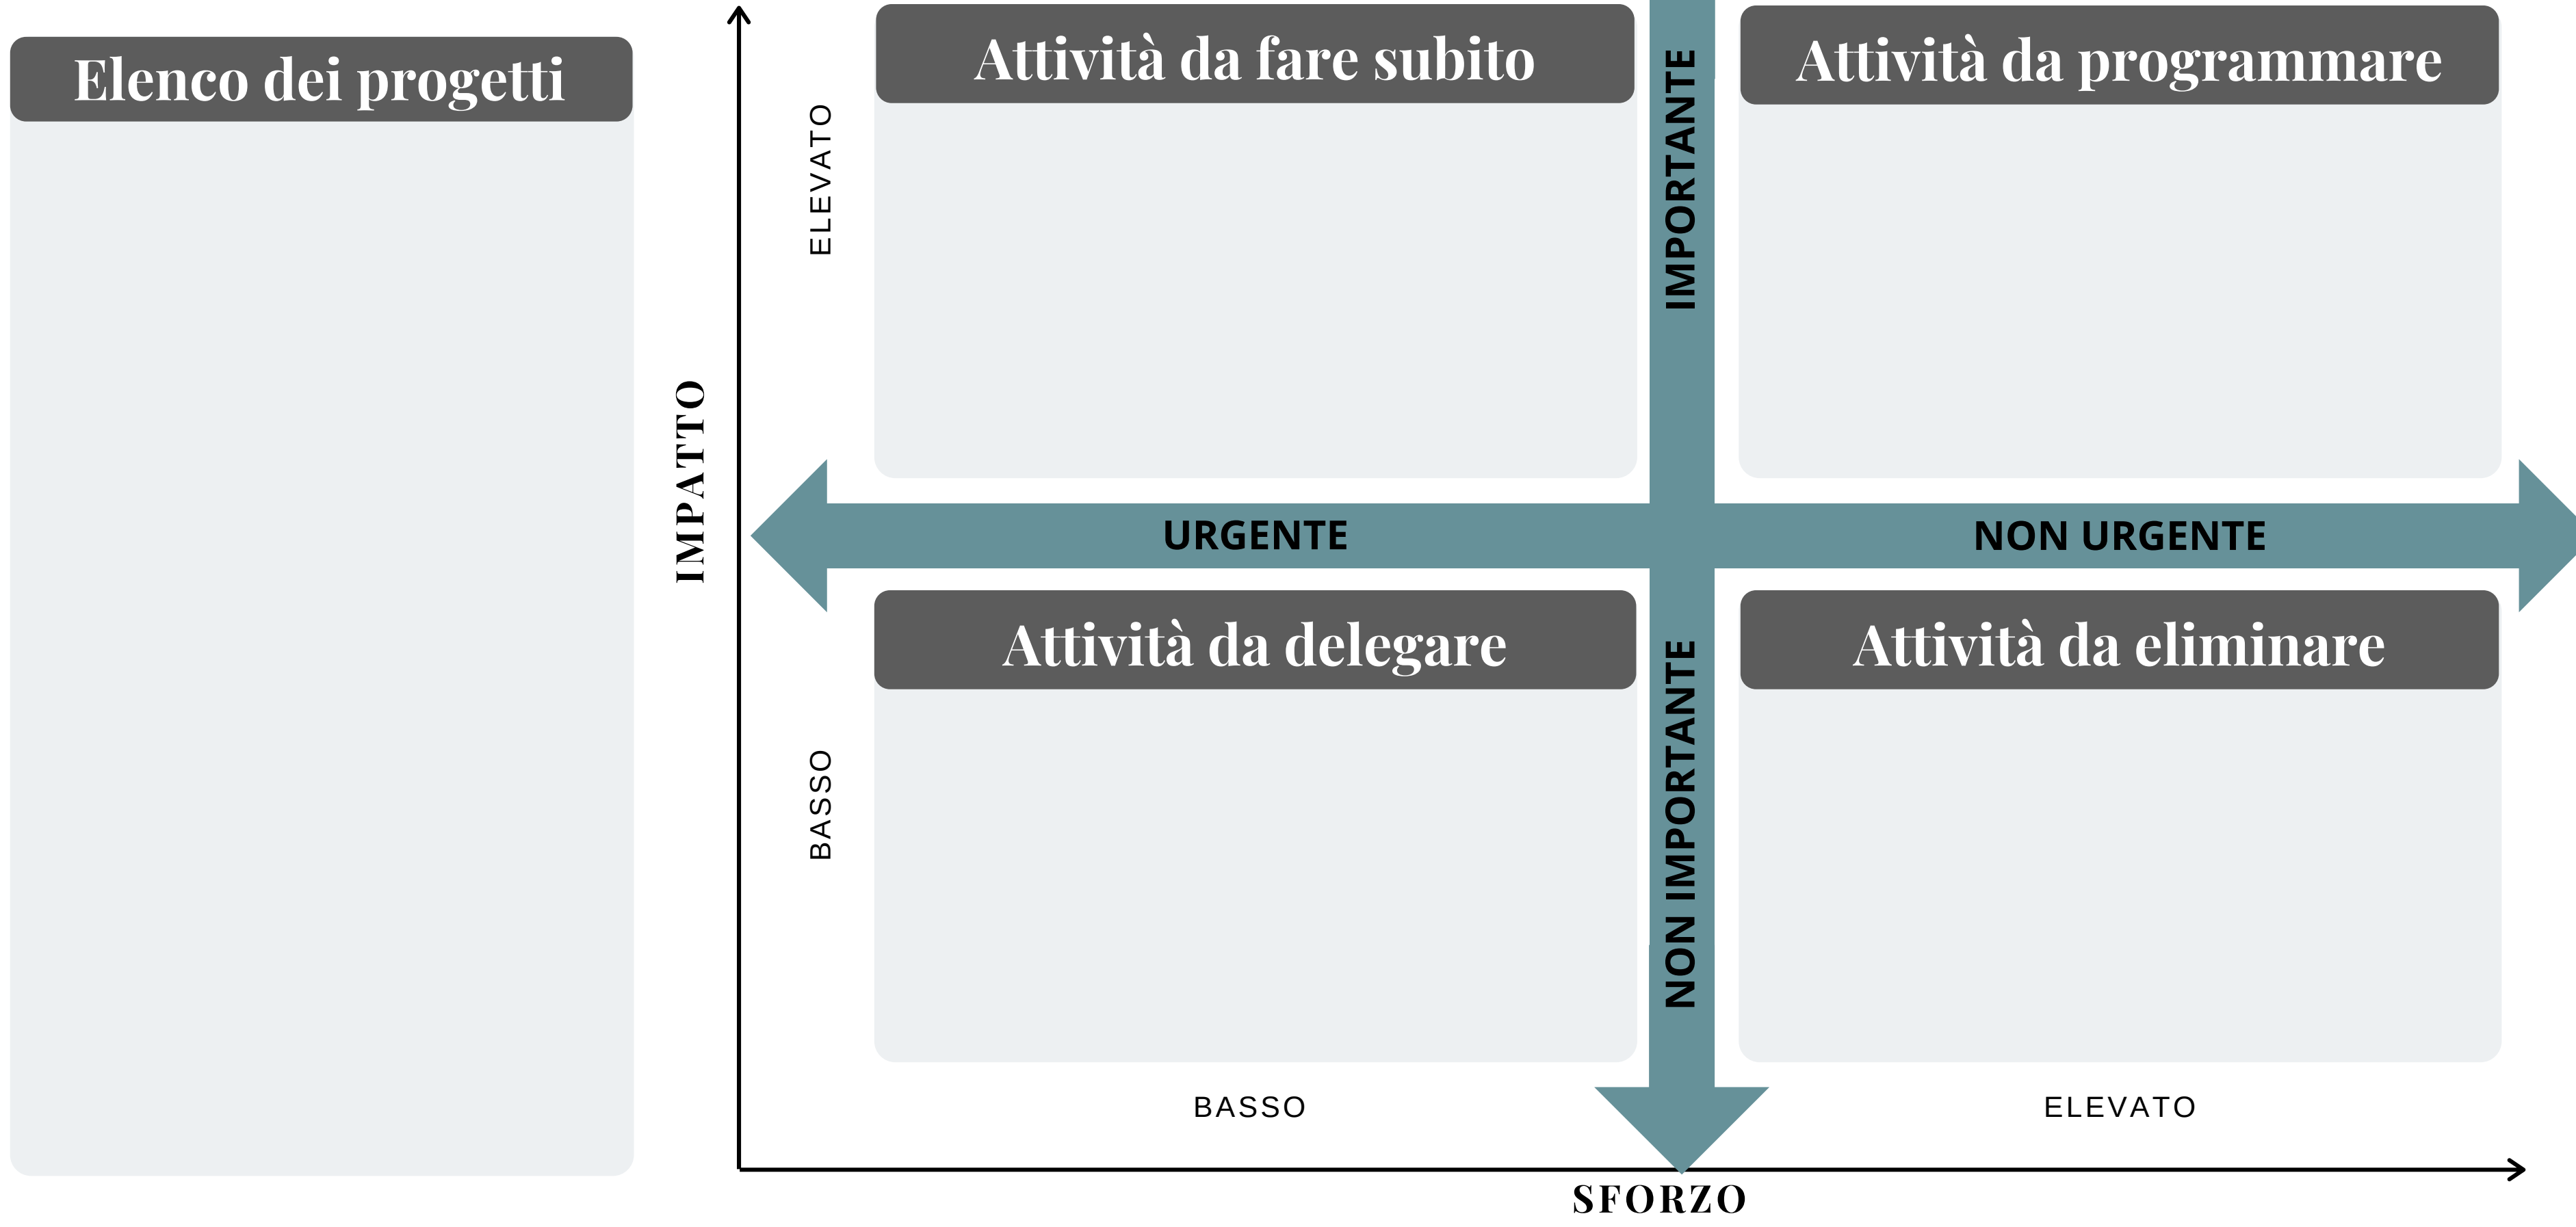 Elenco dei progetti
IMPATTO
ELEVATO
BASSO
Attività da fare subito
IMPORTANTE
Attività da programmare
URGENTE
NON URGENTE
Attività da delegare
NON IMPORTANTE
Attività da eliminare
BASSO
ELEVATO
SFORZO